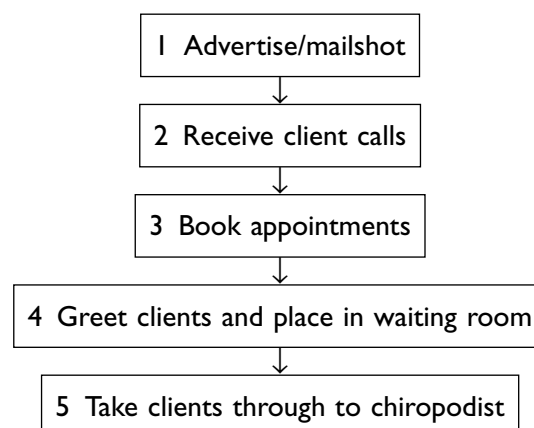 1 Advertise/mailshot
2 Receive client calls
3 Book appointments
4 Greet clients and place in waiting room
5 Take clients through to chiropodist